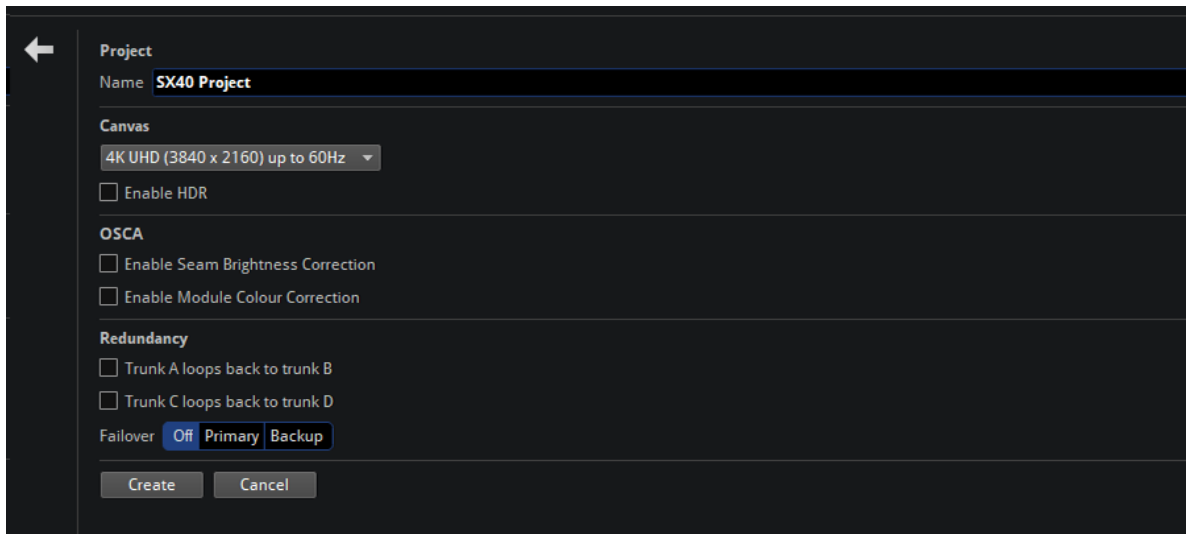 Project
Name SX40 Project
Canvas
4K UHD (3840 x 2160) up to 60Hz
Enable HDR
OSCA
Enable Seam Brightness Correction
Enable Module Colour Correction
Redundancy
Trunk A loops back to trunk B
Trunk C loops back to trunk D
Failover Off Primary Backup
Create Cancel